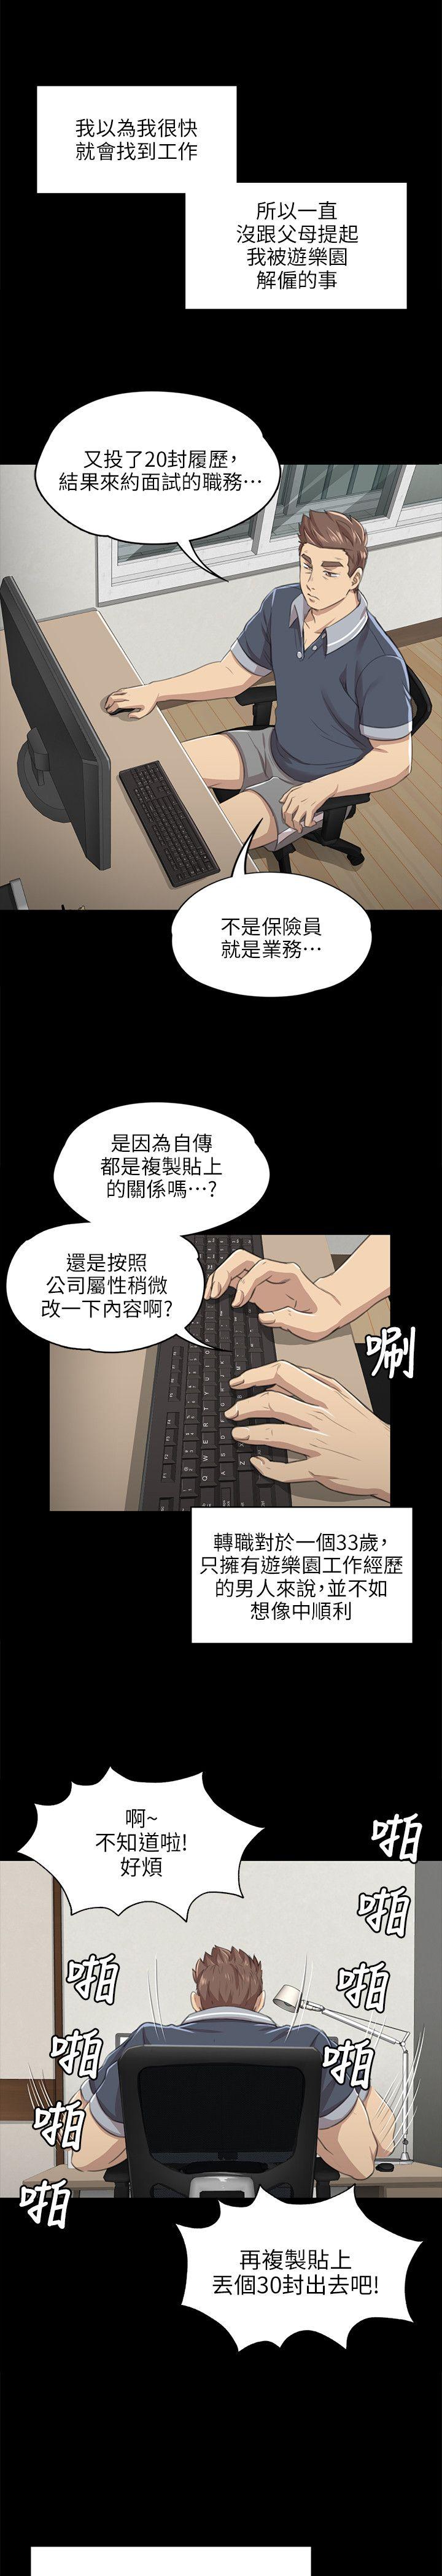 我以為我很快
就會找到工作
所以一直
沒跟父母提起
我被遊樂園
解僱的事
又投了20封履歷，
結果來約面試的職務…
不是保險員
就是業務…
是因為自傳
都是複製貼上
的關係嗎…?
還是按照
公司屬性稍微
改一下內容啊?
唰
轉職對於一個33歲，
只擁有遊樂園工作經歷
的男人來說，並不如
想像中順利
啊~
不知道啦!
好煩
啪
啪
啪
啪
啪
啪
啪
啪
再複製貼上
丟個30封出去吧!